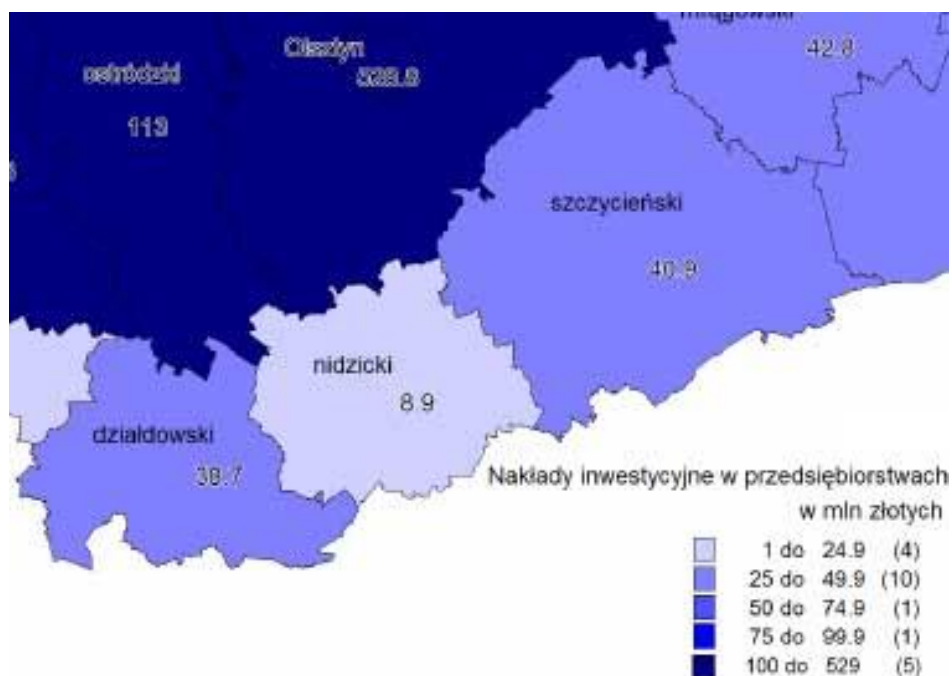 mrągowski
42.8
Olsztyn
ostródzki
113
szczycieński
40.9
nidzicki
8.9
działdowski
38.7
Nakłady inwestycyjne w przedsiębiorstwach
w mln złotych
1 do 24.9 (4)
25 do 49.9 (10)
50 do 74.9 (1)
75 do 99.9 (1)
100 do 529 (5)